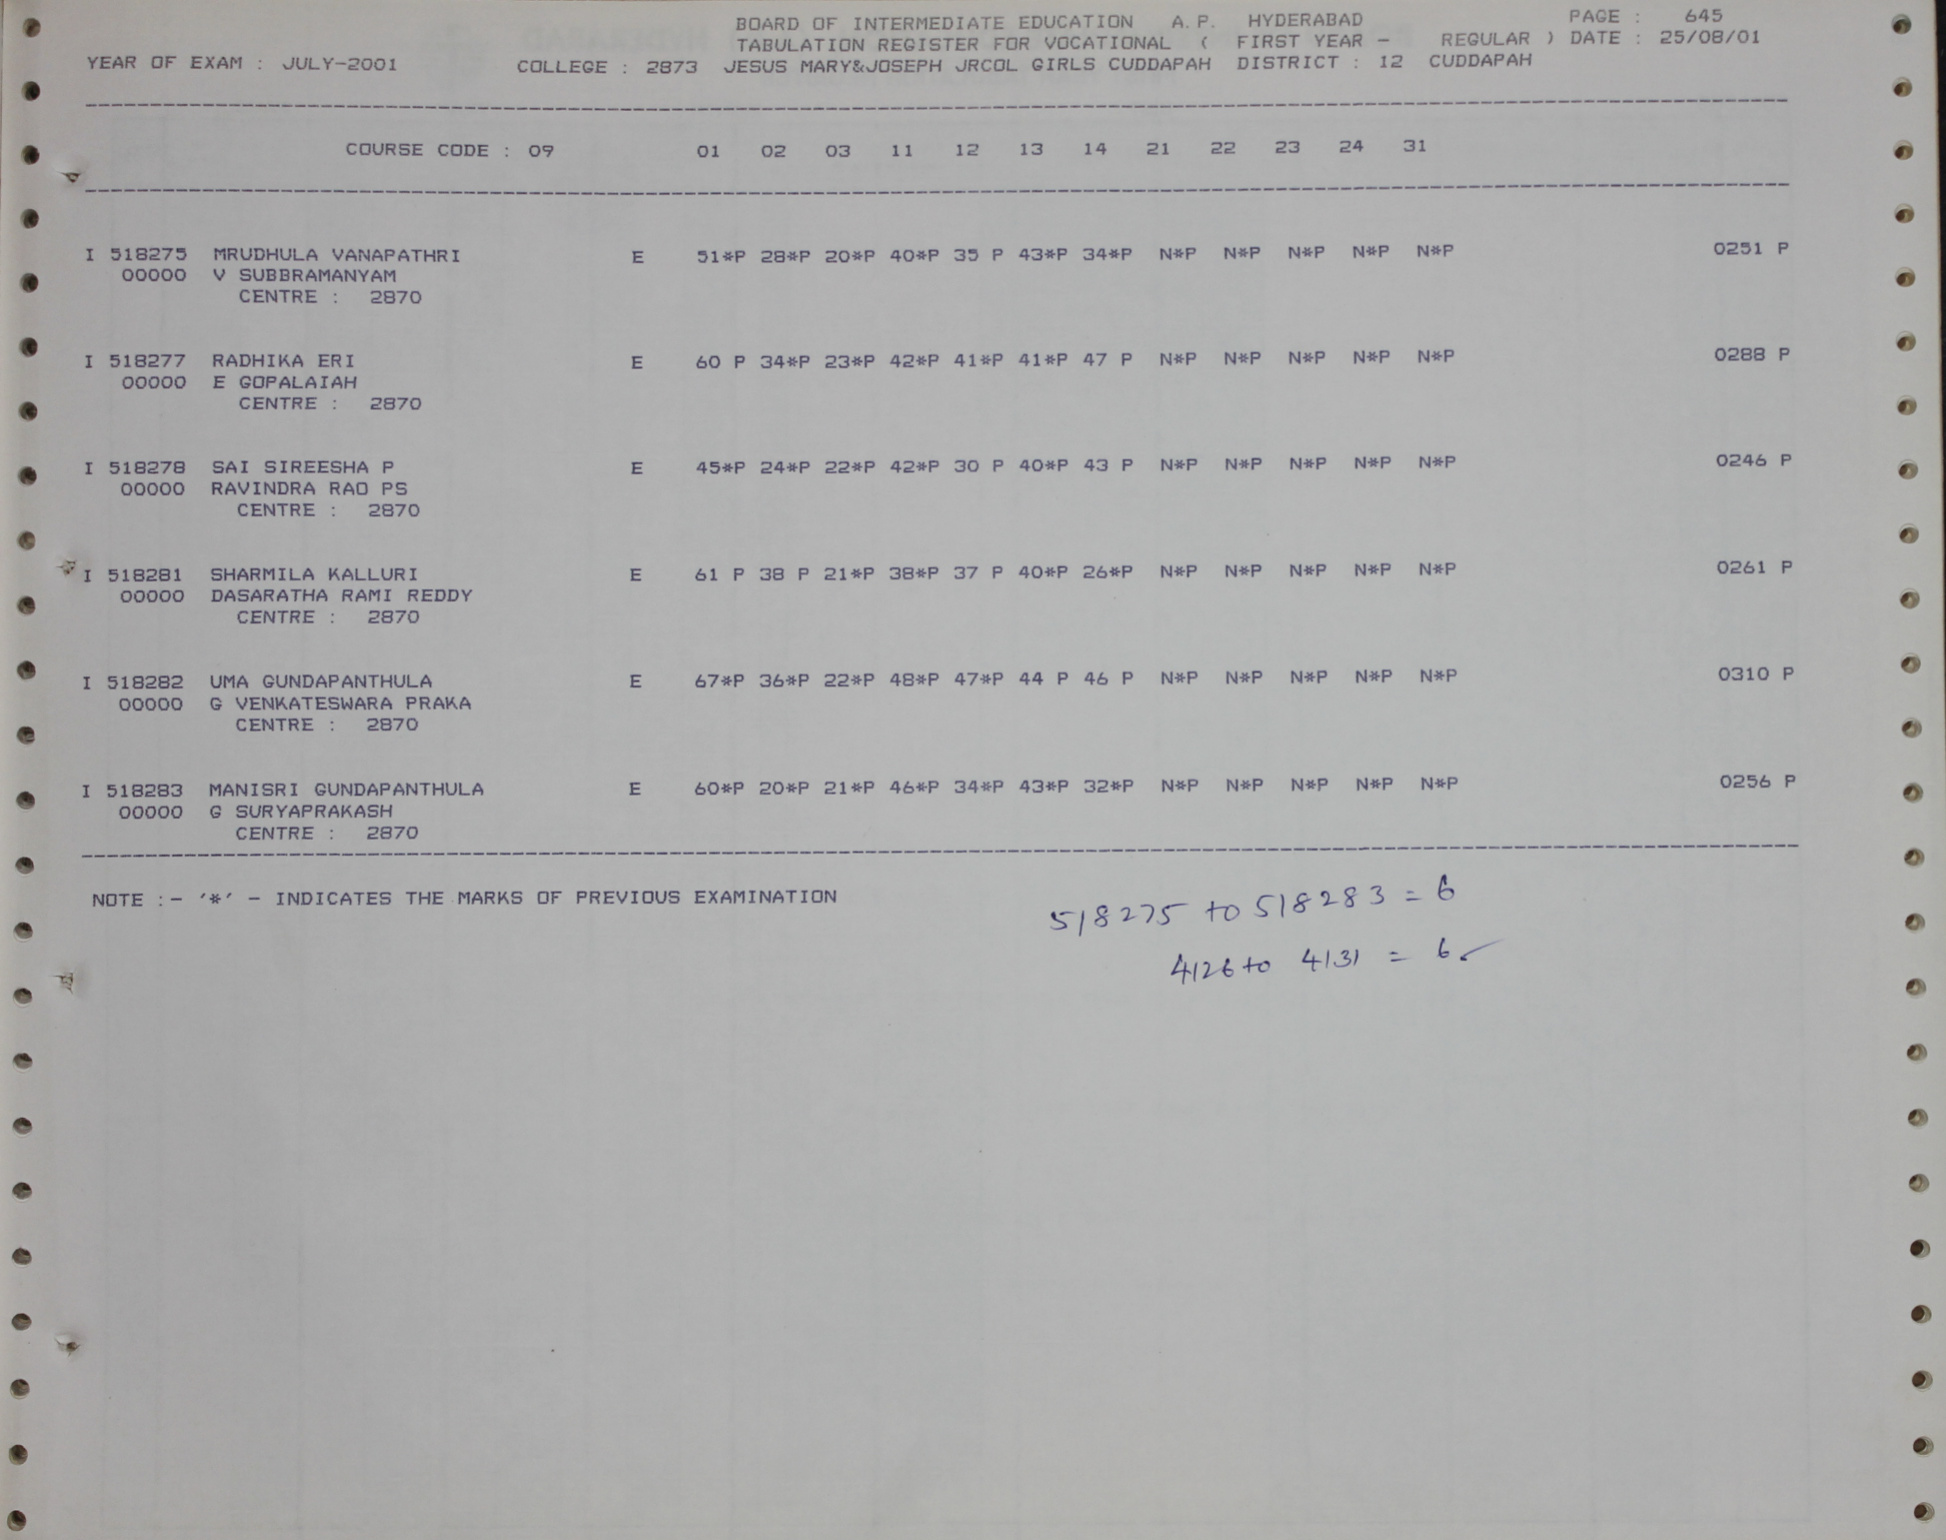 BOARD OF INTERMEDIATE EDUCATION A.P. HYDERABAD PAGE : 645
TABULATION REGISTER FOR VOCATIONAL ( FIRST YEAR - REGULAR ) DATE : 25/08/01
YEAR OF EXAM : JULY-2001 COLLEGE : 2873 JESUS MARY&JOSEPH JRCOL GIRLS CUDDAPAH DISTRICT : 12 CUDDAPAH
COURSE CODE : 09 01 02 03 11 12 13 14 21 22 23 24 31
I 518275 MRUDHULA VANAPATHRI E 51*P 28*P 20*P 40*P 35 P 43*P 34*P N*P N*P N*P N*P N*P 0251 P
00000 V SUBBRAMANYAM
CENTRE : 2870
I 518277 RADHIKA ERI E 60 P 34*P 23*P 42*P 41*P 41*P 47 P N*P N*P N*P N*P N*P 0288 P
00000 E GOPALAIAH
CENTRE : 2870
I 518278 SAI SIREESHA P E 45*P 24*P 22*P 42*P 30 P 40*P 43 P N*P N*P N*P N*P N*P 0246 P
00000 RAVINDRA RAO PS
CENTRE : 2870
I 518281 SHARMILA KALLURI E 61 P 38 P 21*P 38*P 37 P 40*P 26*P N*P N*P N*P N*P N*P 0261 P
00000 DASARATHA RAMI REDDY
CENTRE : 2870
I 518282 UMA GUNDAPANTHULA E 67*P 36*P 22*P 48*P 47*P 44 P 46 P N*P N*P N*P N*P N*P 0310 P
00000 G VENKATESWARA PRAKA
CENTRE : 2870
I 518283 MANISRI GUNDAPANTHULA E 60*P 20*P 21*P 46*P 34*P 43*P 32*P N*P N*P N*P N*P N*P 0256 P
00000 G SURYAPRAKASH
CENTRE : 2870
NOTE :- '*' - INDICATES THE MARKS OF PREVIOUS EXAMINATION
518275 to 518283 = 6
4126 to 4131 = 6